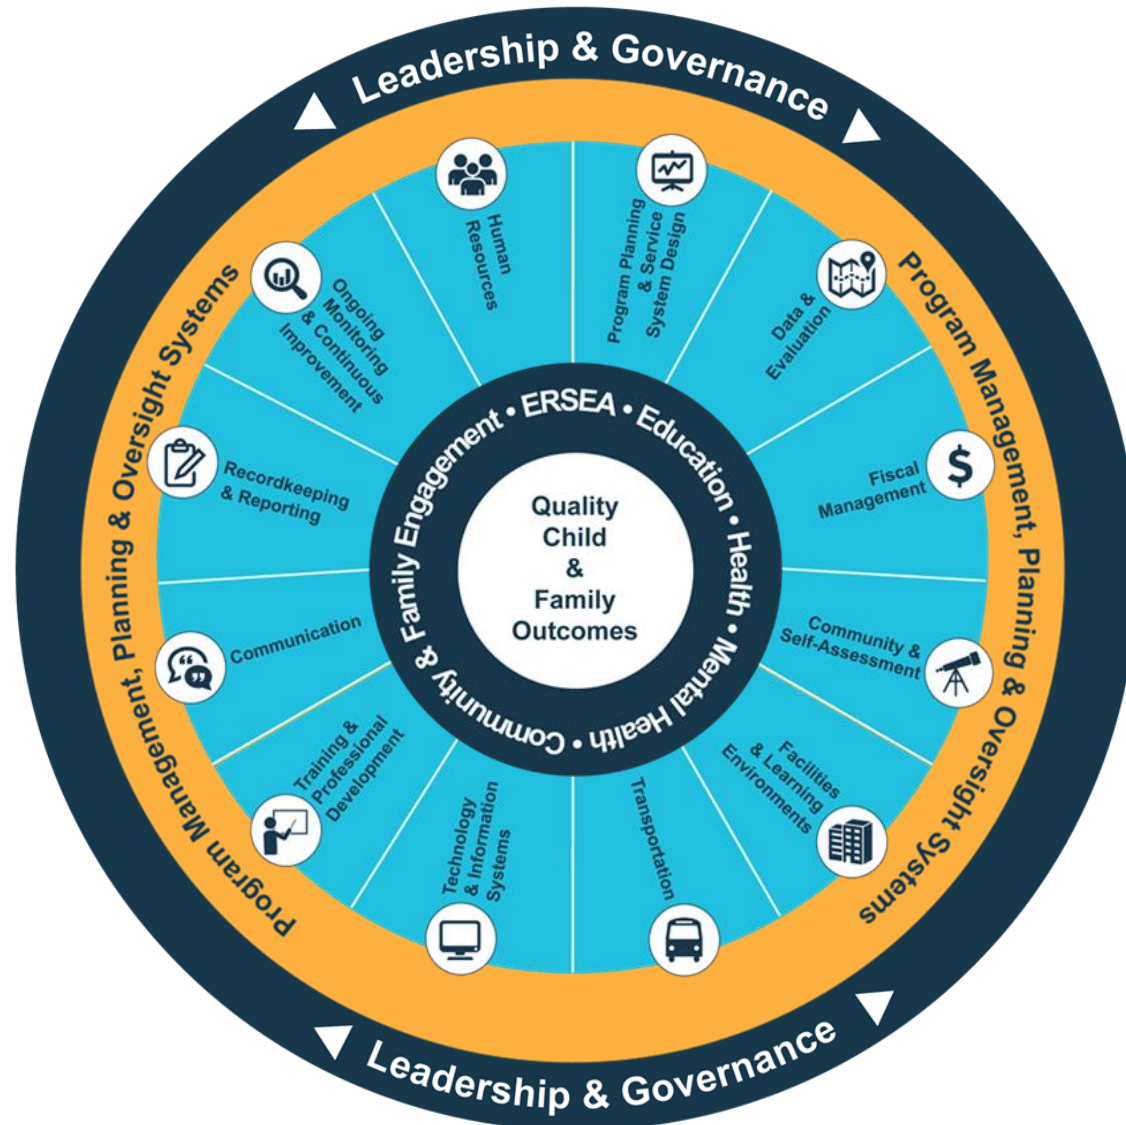 Leadership & Governance
Program Management, Planning & Oversight Systems
Program Management, Planning & Oversight Systems
Human
Resources
Program Planning
& Service
System Design
Data &
Evaluation
Fiscal
Management
Community &
Self-Assessment
Facilities
& Learning
Environments
Transportation
Technology
& Information
Systems
Training &
Professional
Development
Communication
Recordkeeping
& Reporting
Ongoing
Monitoring
& Continuous
Improvement
$
Community & Family Engagement • ERSEA • Education • Health • Mental Health •
Quality
Child
&
Family
Outcomes
Leadership & Governance